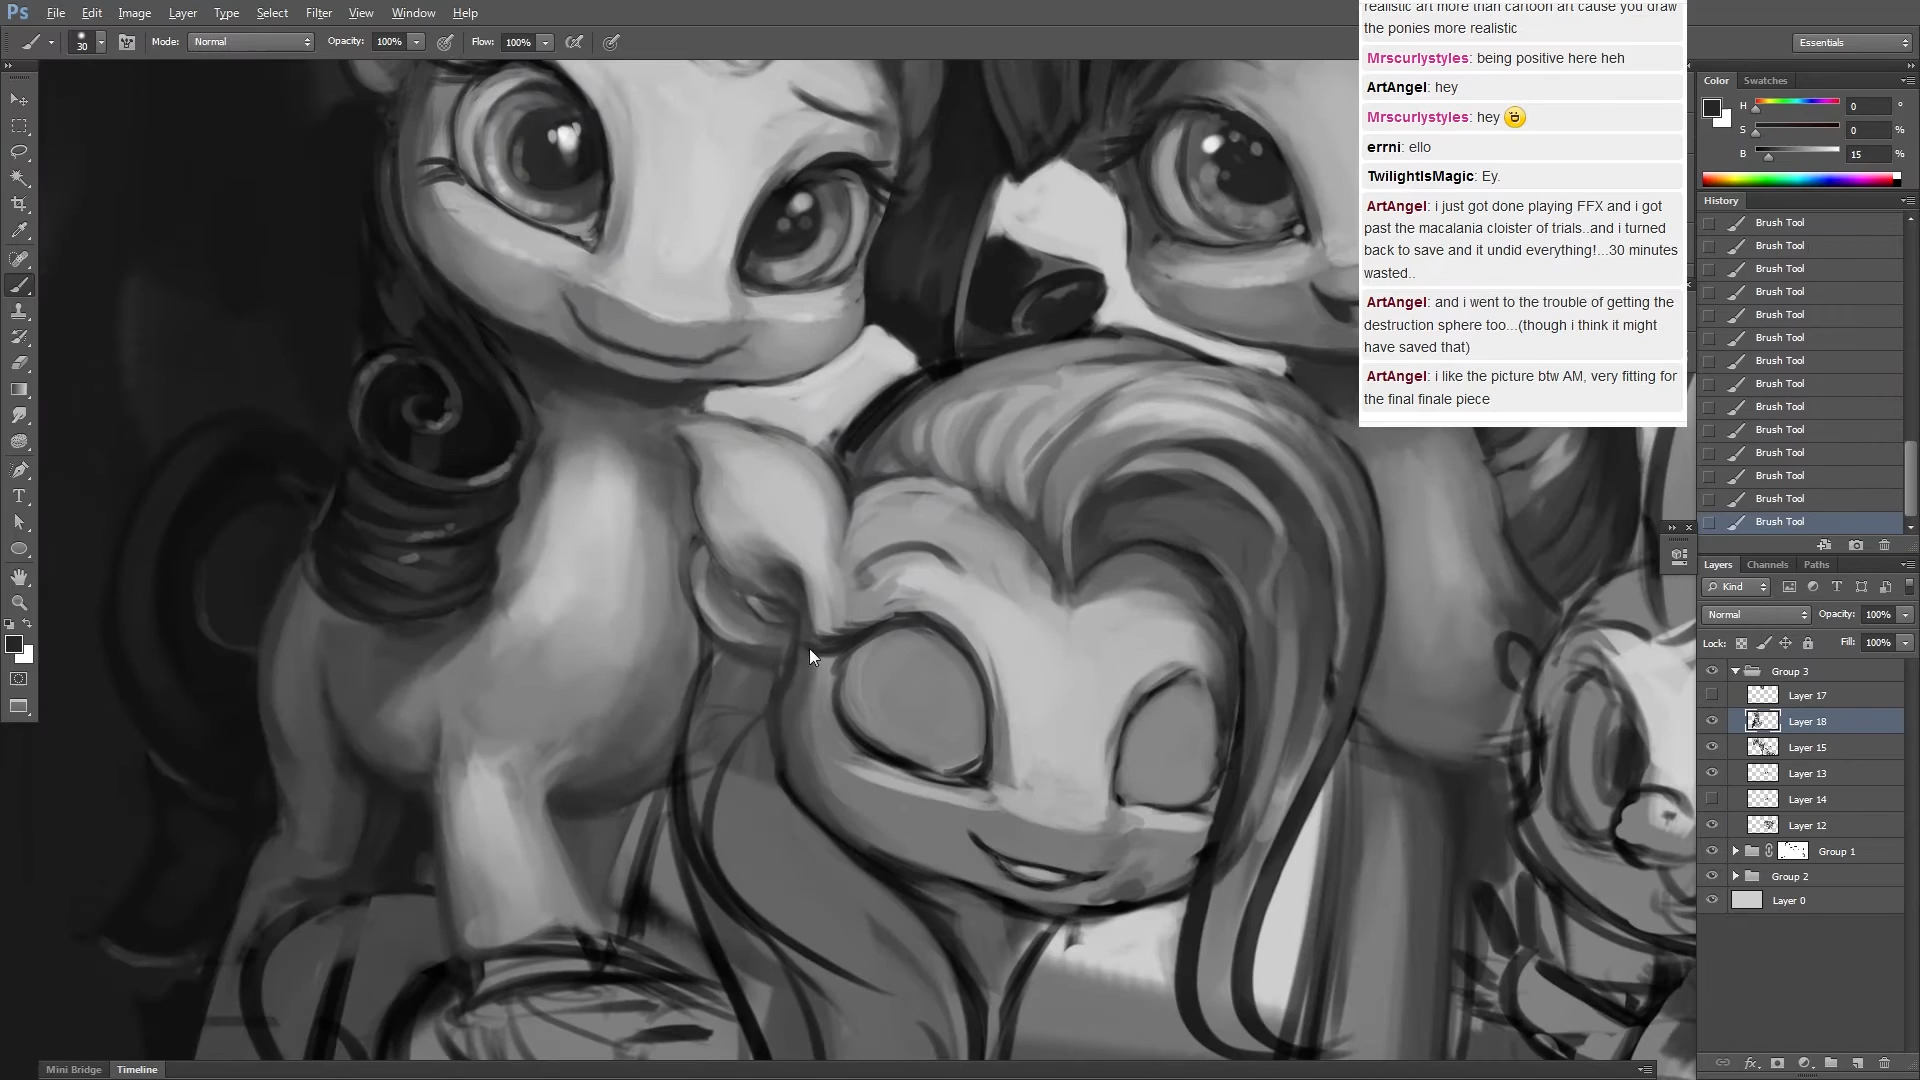 Ps File Edit Image Layer Type Select Filter View Window Help
30 Mode: Normal Opacity: 100% Flow: 100% Essentials
realistic art more than cartoon art cause you draw
the ponies more realistic
Mrscurlystyles: being positive here heh
ArtAngel: hey
Mrscurlystyles: hey
errni: ello
TwilightIsMagic: Ey.
ArtAngel: i just got done playing FFX and i got
past the macalania cloister of trials..and i turned
back to save and it undid everything!...30 minutes
wasted..
ArtAngel: and i went to the trouble of getting the
destruction sphere too...(though i think it might
have saved that)
ArtAngel: i like the picture btw AM, very fitting for
the final finale piece
Color Swatches
H 0 °
S 0 %
B 15 %
History
Brush Tool
Brush Tool
Brush Tool
Brush Tool
Brush Tool
Brush Tool
Brush Tool
Brush Tool
Brush Tool
Brush Tool
Brush Tool
Brush Tool
Brush Tool
Brush Tool
Layers Channels Paths
Kind
Normal Opacity: 100%
Lock: Fill: 100%
Group 3
Layer 17
Layer 18
Layer 15
Layer 13
Layer 14
Layer 12
Group 1
Group 2
Layer 0
Mini Bridge Timeline